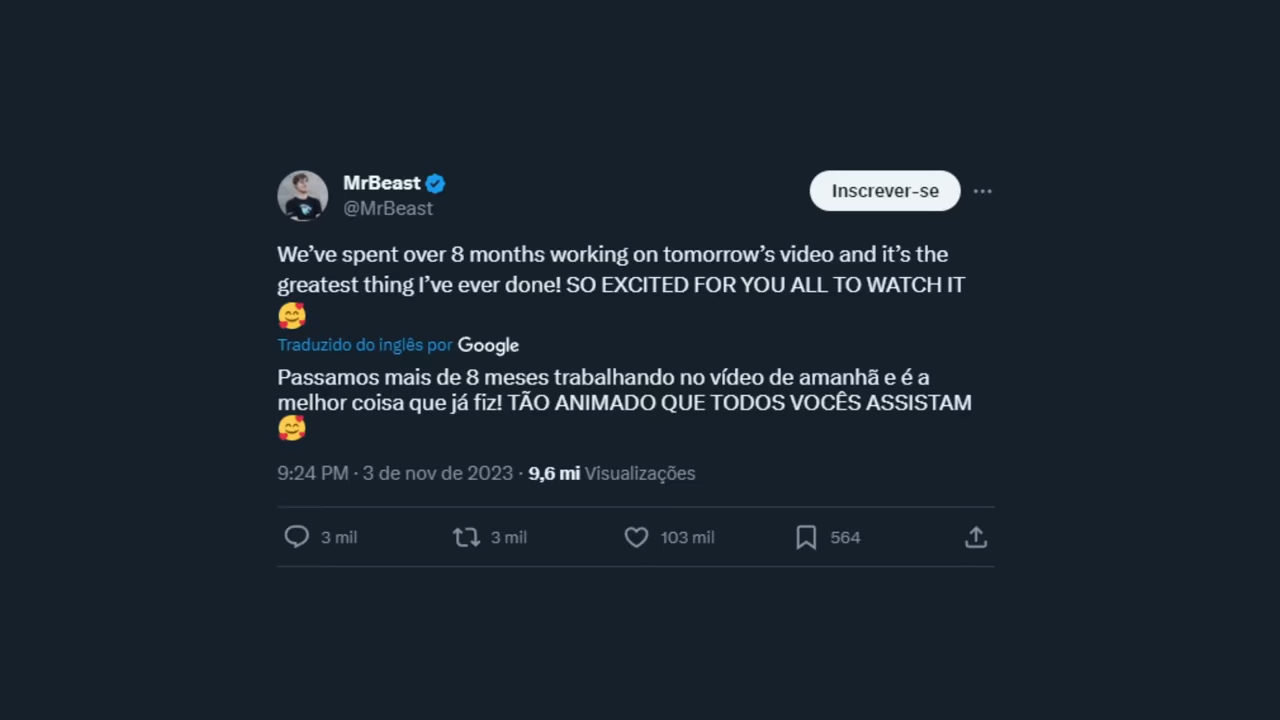 MrBeast
@MrBeast
Inscrever-se
We’ve spent over 8 months working on tomorrow’s video and it’s the
greatest thing I’ve ever done! SO EXCITED FOR YOU ALL TO WATCH IT
🥰
Traduzido do inglês por Google
Passamos mais de 8 meses trabalhando no vídeo de amanhã e é a
melhor coisa que já fiz! TÃO ANIMADO QUE TODOS VOCÊS ASSISTAM
🥰
9:24 PM · 3 de nov de 2023 · 9,6 mi Visualizações
3 mil 3 mil 103 mil 564